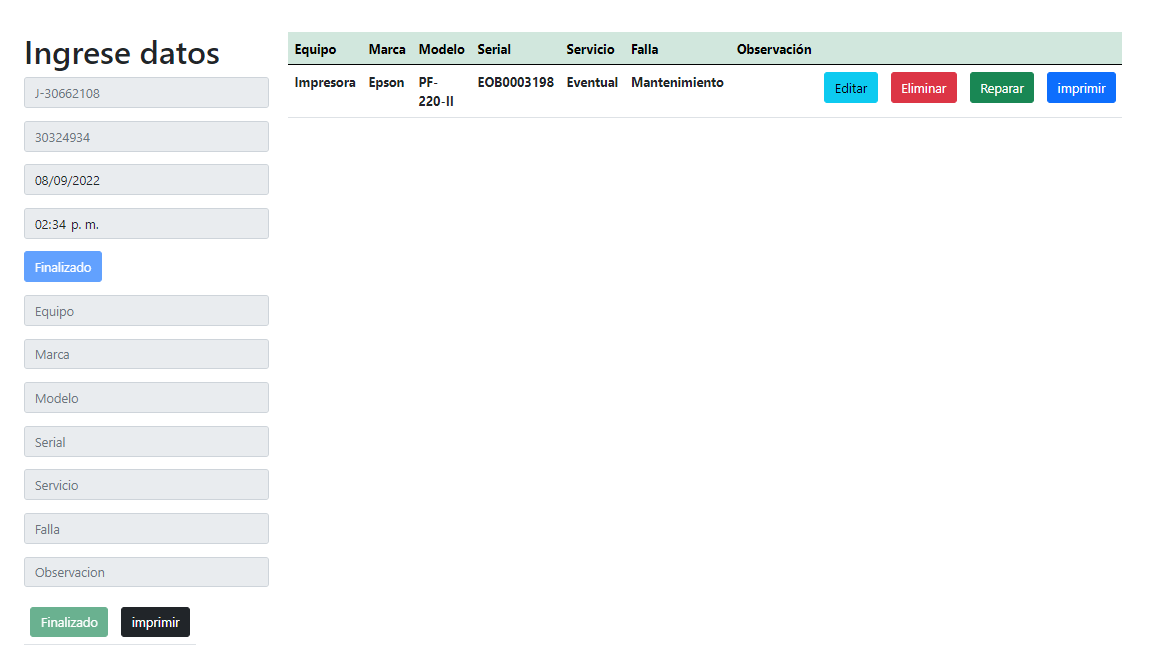 Ingrese datos
J-30662108
30324934
08/09/2022
02:34 p. m.
Finalizado
Equipo
Marca
Modelo
Serial
Servicio
Falla
Observacion
Finalizado imprimir
Equipo Marca Modelo Serial Servicio Falla Observación
Impresora Epson PF-220-II EOB0003198 Eventual Mantenimiento Editar Eliminar Reparar imprimir